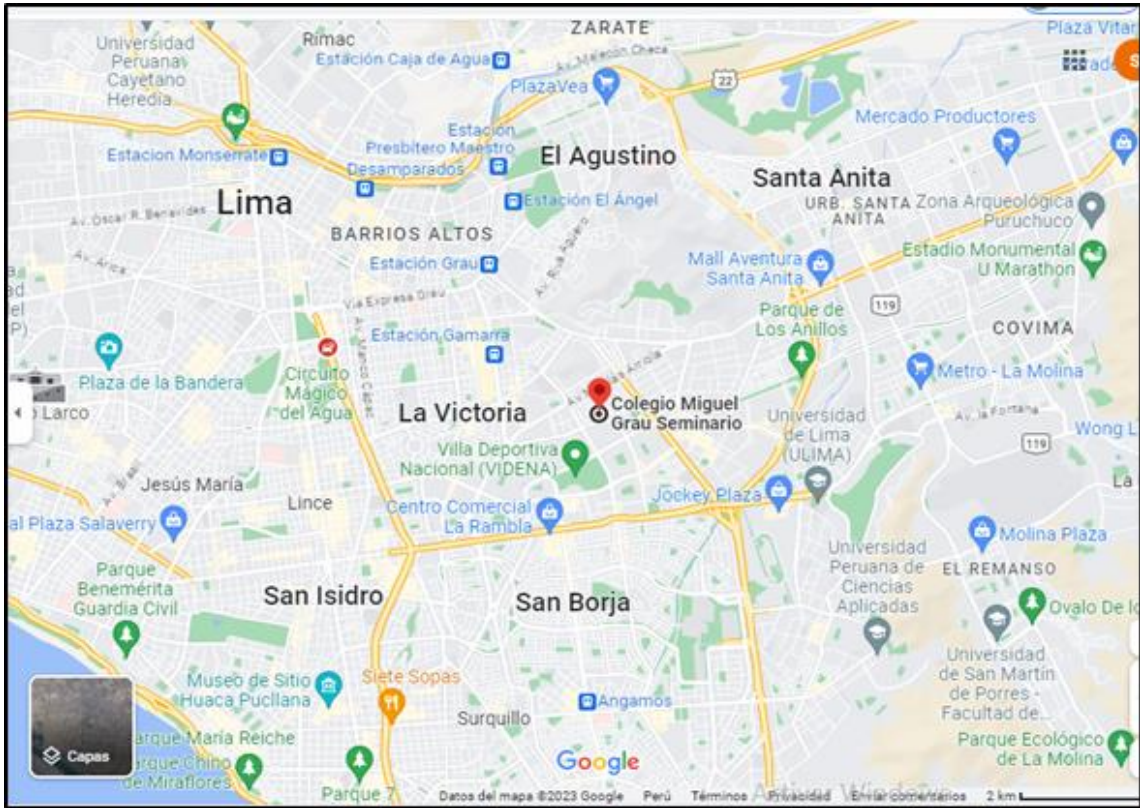 ZARATE
Plaza Vitar
Universidad
Peruana
Cayetano
Heredia
Rimac
Estación Caja de Agua
Av. Malecón Checa
S
PlazaVea
22
Mercado Productores
Estación
Presbítero Maestro
Estacion Monserrate
Desamparados
El Agustino
Santa Anita
Estación El Ángel
URB. SANTA
ANITA
Zona Arqueológica
Puruchuco
Lima
Av. Oscar R. Benavides
BARRIOS ALTOS
Av. Arica
Estación Grau
Mall Aventura
Santa Anita
Estadio Monumental
U Marathon
Via Expresa Grau
119
Parque de
Los Anillos
COVIMA
Estación Gamarra
Plaza de la Bandera
Circuito
Mágico
del Agua
Metro - La Molina
o Larco
La Victoria
Colegio Miguel
Grau Seminario
Universidad
de Lima
(ULIMA)
119
Wong L
Villa Deportiva
Nacional (VIDENA)
Jesús María
Lince
Centro Comercial
La Rambla
Jockey Plaza
La
al Plaza Salaverry
Molina Plaza
Parque
Benemérita
Guardia Civil
San Isidro
San Borja
Universidad
Peruana de
Ciencias
Aplicadas
EL REMANSO
Ovalo De lo
Museo de Sitio
Huaca Pucllana
Siete Sopas
Universidad
de San Martín
de Porres -
Facultad de...
Angamos
Surquillo
Capas
Parque María Reiche
Parque Chino
de Miraflores
Google
Parque Ecológico
de La Molina
Parque 7
Datos del mapa ©2023 Google Perú Términos Privacidad Enviar comentarios 2 km